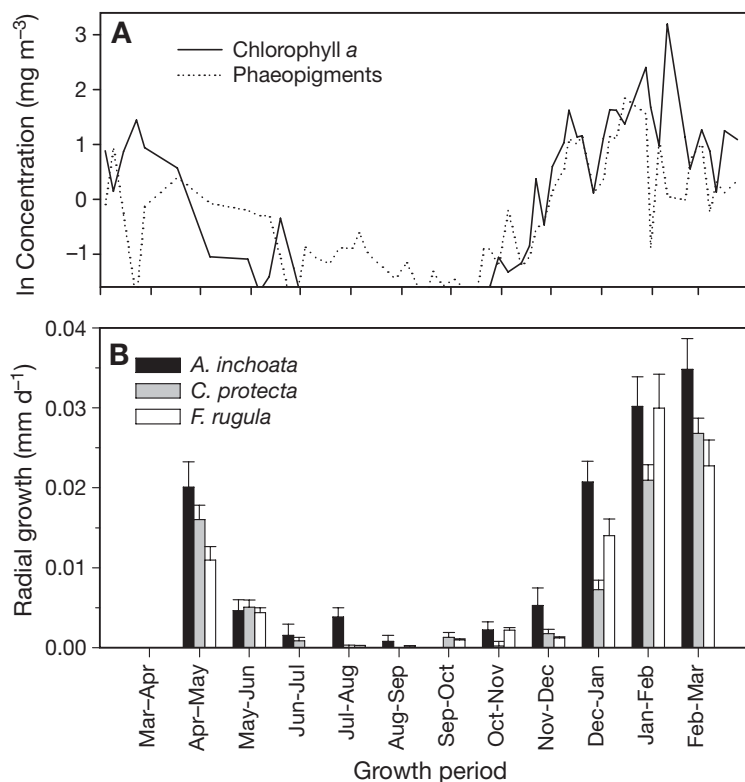 A
Chlorophyll a
Phaeopigments
ln Concentration (mg m⁻³)
3
2
1
0
−1
B
A. inchoata
C. protecta
F. rugula
Radial growth (mm d⁻¹)
0.04
0.03
0.02
0.01
0.00
Mar–Apr
Apr–May
May-Jun
Jun-Jul
Jul-Aug
Aug-Sep
Sep-Oct
Oct-Nov
Nov-Dec
Dec-Jan
Jan-Feb
Feb-Mar
Growth period